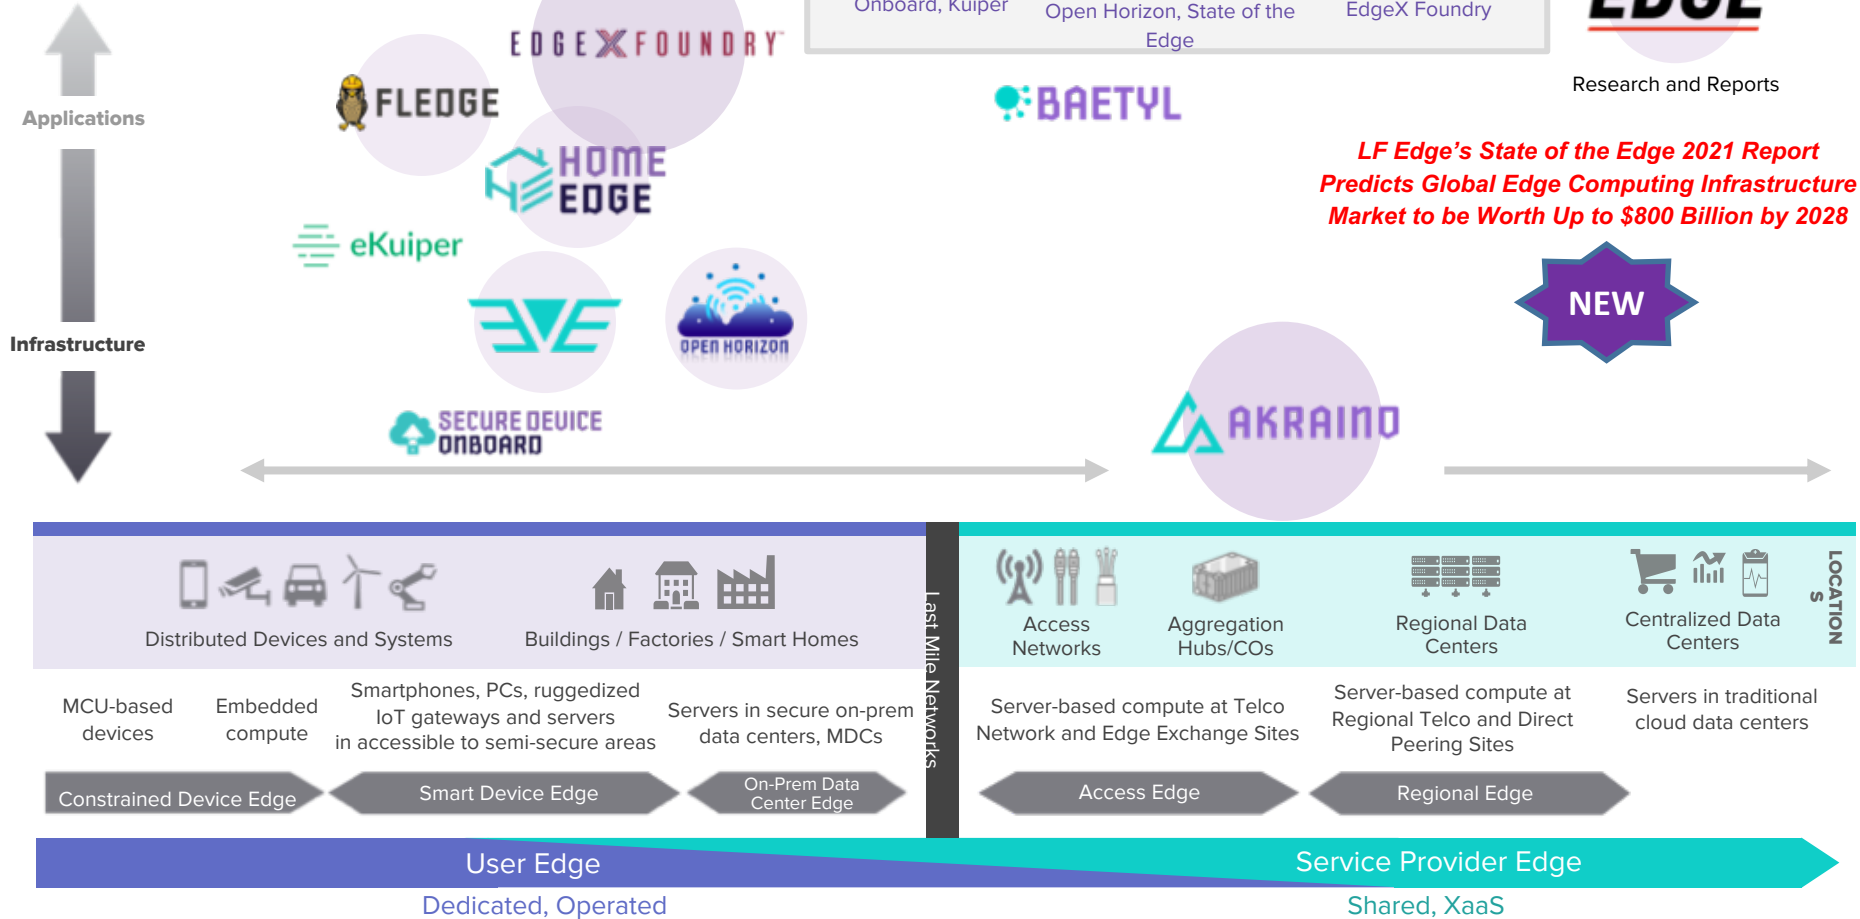 Onboard, Kuiper
Open Horizon, State of the
Edge
EdgeX Foundry
EDGE
Research and Reports
EDGE X FOUNDRY™
FLEDGE
BAETYL
Applications
HOME
EDGE
LF Edge’s State of the Edge 2021 Report
Predicts Global Edge Computing Infrastructure
Market to be Worth Up to $800 Billion by 2028
eKuiper
NEW
OPEN HORIZON
Infrastructure
SECURE DEVICE
ONBOARD
AKRAINO
Distributed Devices and Systems
Buildings / Factories / Smart Homes
Last Mile Networks
Access
Networks
Aggregation
Hubs/COs
Regional Data
Centers
Centralized Data
Centers
LOCATION
S
MCU-based
devices
Embedded
compute
Smartphones, PCs, ruggedized
IoT gateways and servers
in accessible to semi-secure areas
Servers in secure on-prem
data centers, MDCs
Server-based compute at Telco
Network and Edge Exchange Sites
Server-based compute at
Regional Telco and Direct
Peering Sites
Servers in traditional
cloud data centers
Constrained Device Edge
Smart Device Edge
On-Prem Data
Center Edge
Access Edge
Regional Edge
User Edge
Service Provider Edge
Dedicated, Operated
Shared, XaaS